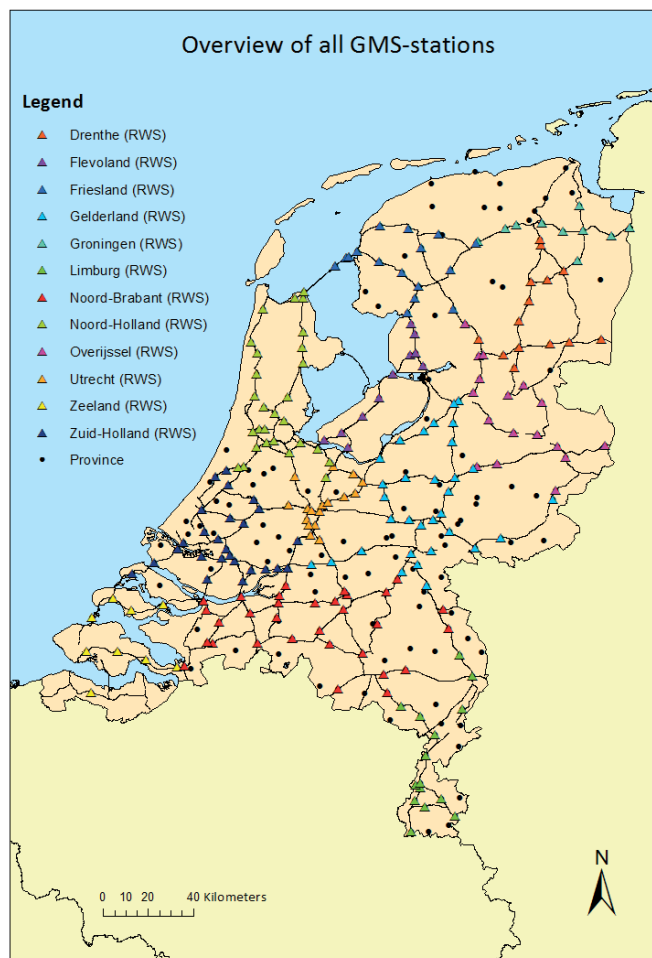 Overview of all GMS-stations
Legend
Drenthe (RWS)
Flevoland (RWS)
Friesland (RWS)
Gelderland (RWS)
Groningen (RWS)
Limburg (RWS)
Noord-Brabant (RWS)
Noord-Holland (RWS)
Overijssel (RWS)
Utrecht (RWS)
Zeeland (RWS)
Zuid-Holland (RWS)
Province
N
0 10 20 40 Kilometers